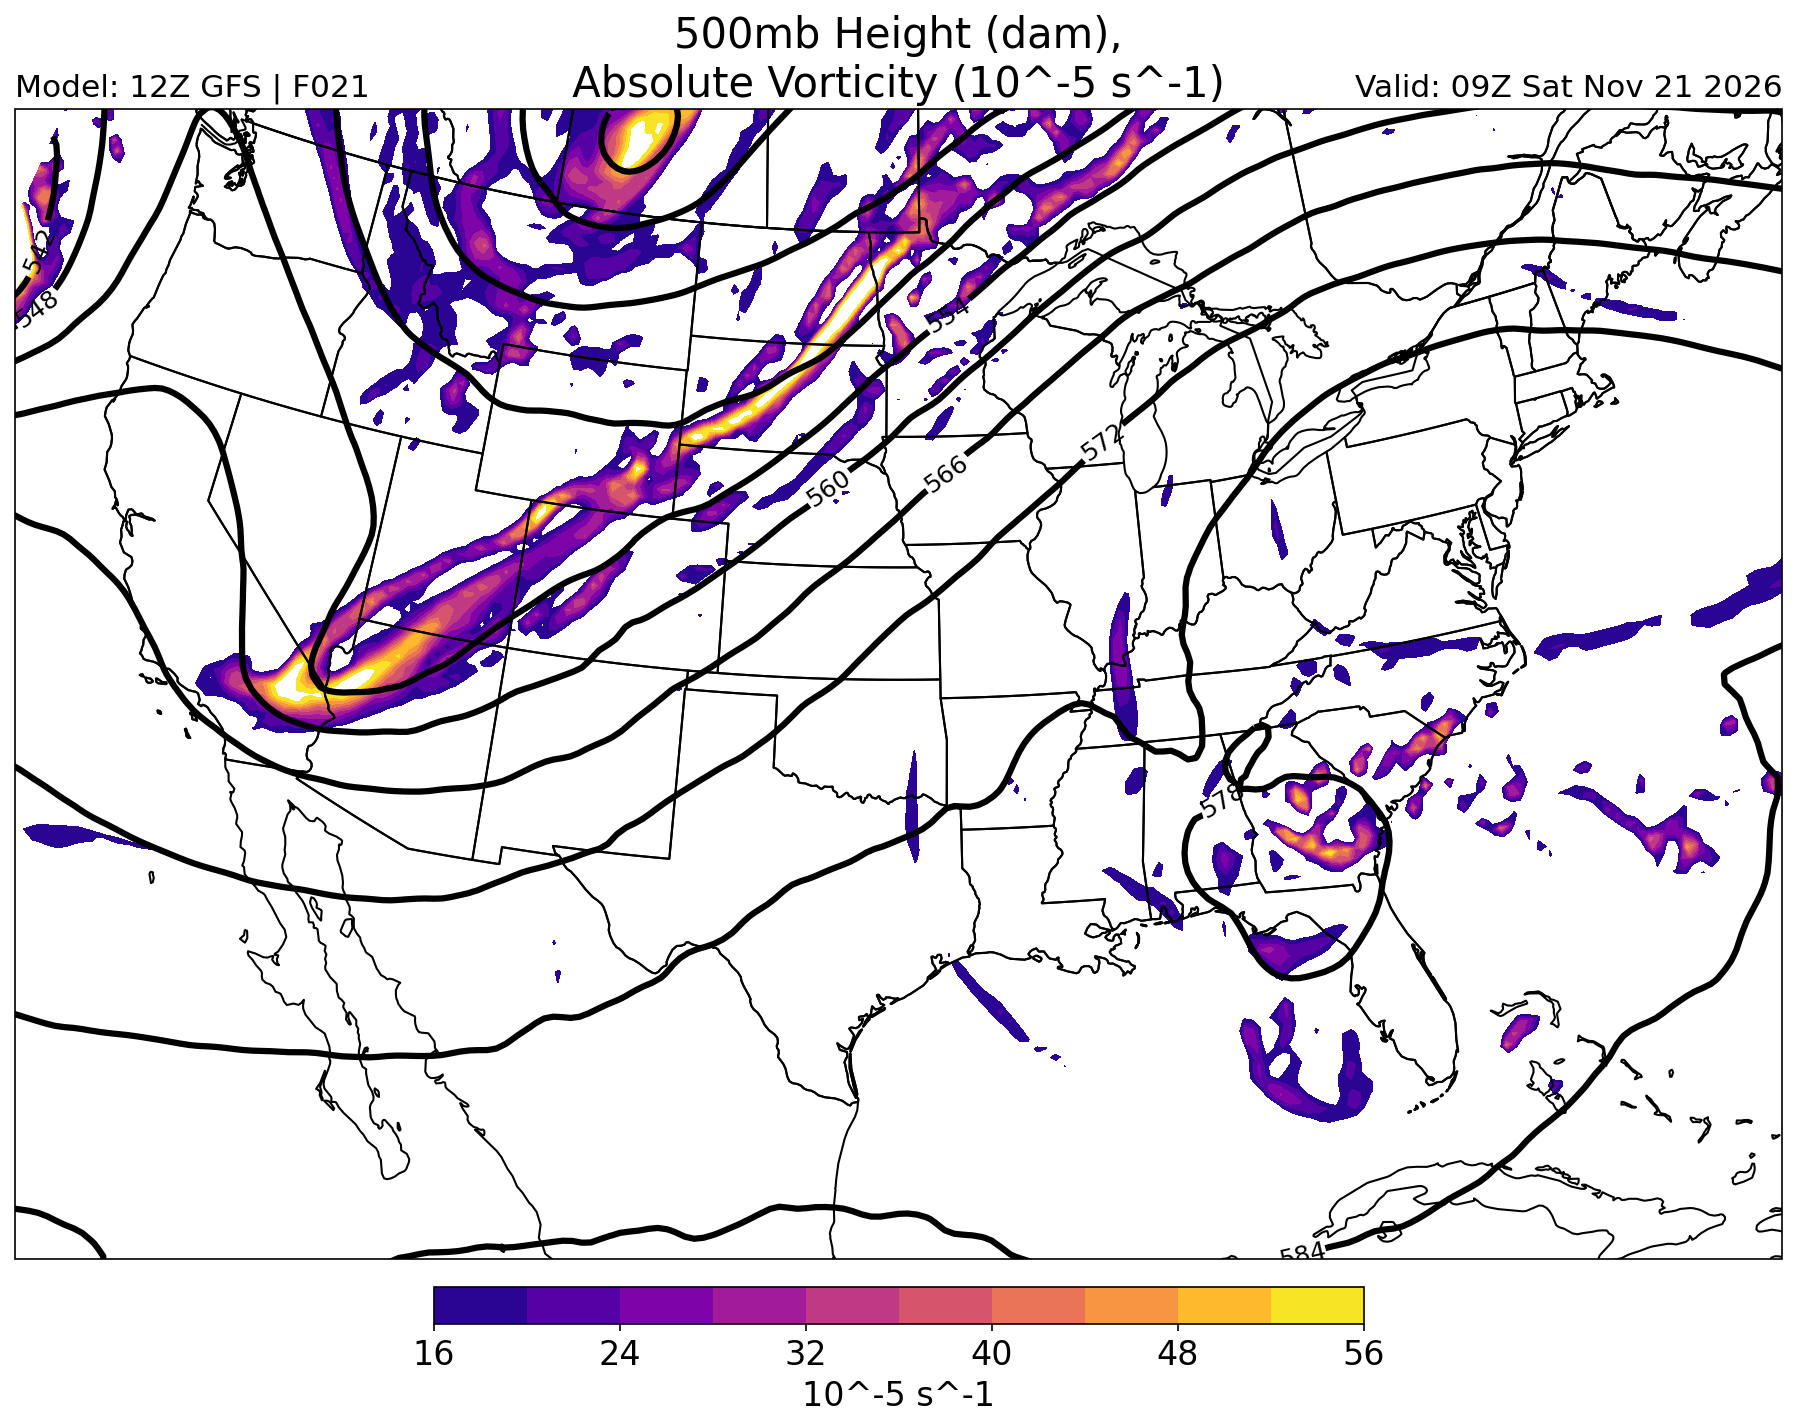 500mb Height (dam),
Model: 12Z GFS | F021
Absolute Vorticity (10^-5 s^-1)
Valid: 09Z Sat Nov 21 2026
542
548
554
560
566
572
578
584
16 24 32 40 48 56
10^-5 s^-1